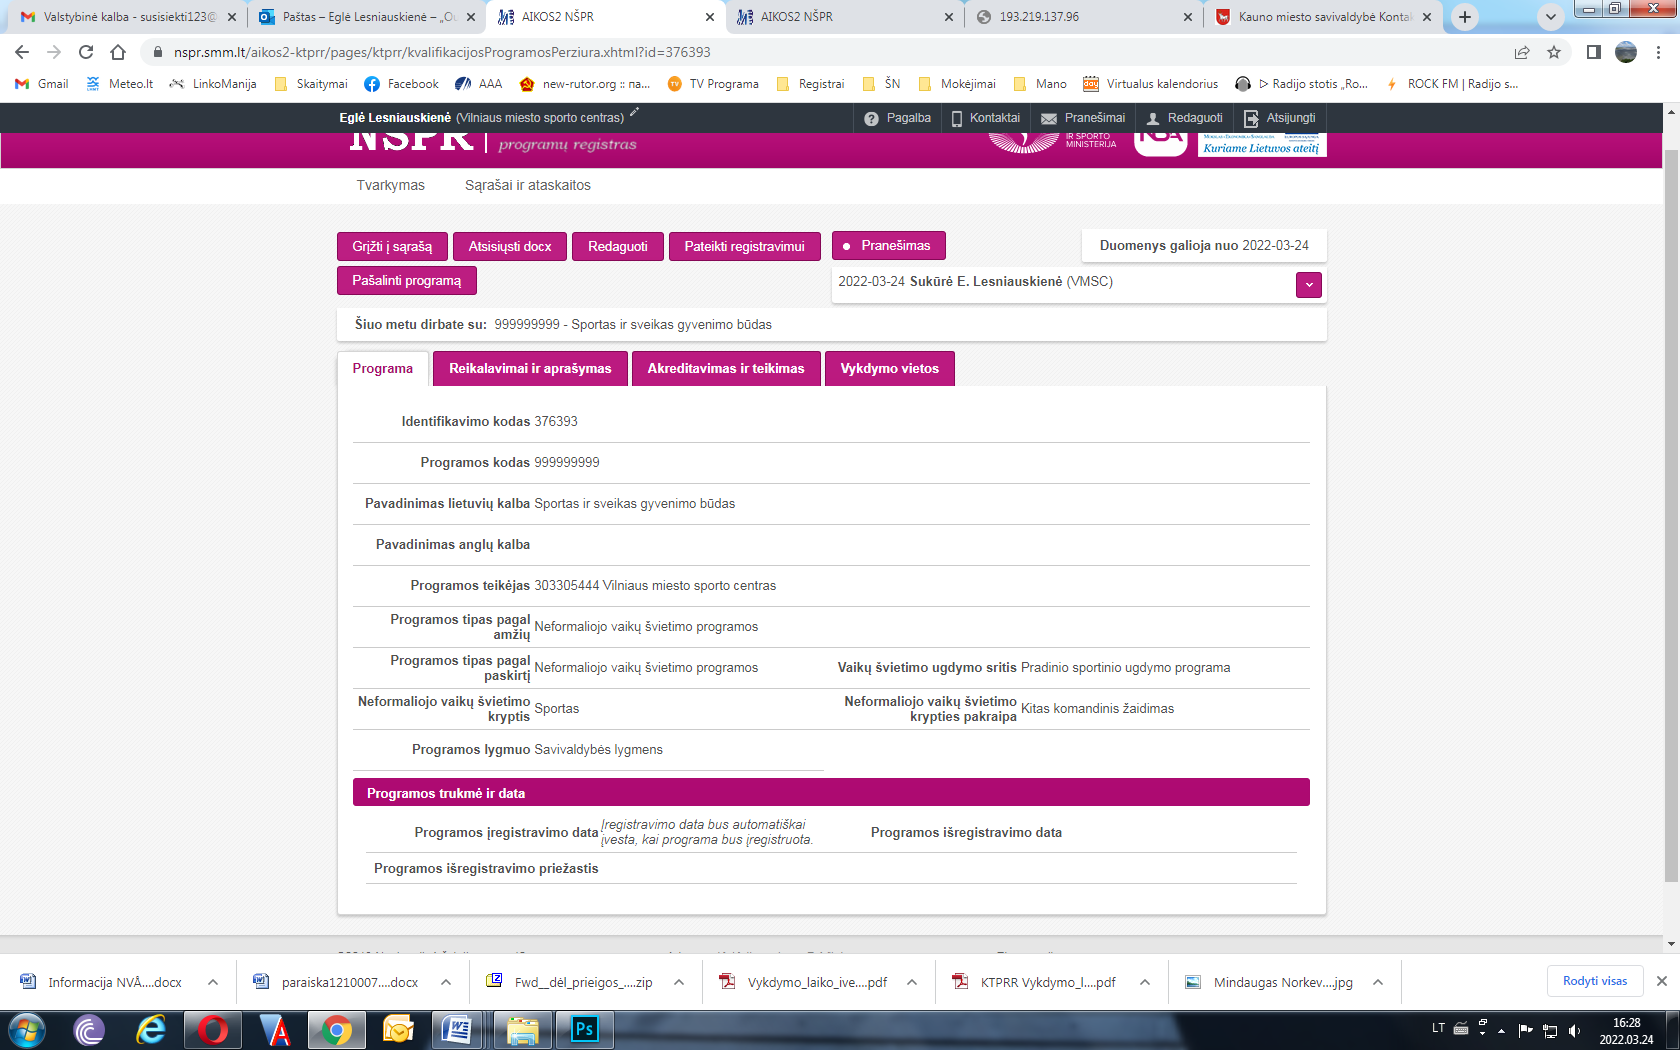 Valstybinė kalba - susisiekti123@
Paštas – Eglė Lesniauskienė – „Ou
AIKOS2 NŠPR
AIKOS2 NŠPR
193.219.137.96
Kauno miesto savivaldybė Kontak
nspr.smm.lt/aikos2-ktprr/pages/ktprr/kvalifikacijosProgramosPerziura.xhtml?id=376393
Gmail
Meteo.lt
LinkoManija
Skaitymai
Facebook
AAA
new-rutor.org :: na...
TV Programa
Registrai
ŠN
Mokėjimai
Mano
Virtualus kalendorius
▷ Radijo stotis „Ro...
ROCK FM | Radijo s...
Eglė Lesniauskienė (Vilniaus miesto sporto centras)
Pagalba
Kontaktai
Pranešimai
Redaguoti
Atsijungti
NŠPR
programų registras
IR SPORTO
MINISTERIJA
Kuriame Lietuvos ateitį
Tvarkymas
Sąrašai ir ataskaitos
Grįžti į sąrašą
Atsisiųsti docx
Redaguoti
Pateikti registravimui
Pranešimas
Duomenys galioja nuo 2022-03-24
Pašalinti programą
2022-03-24 Sukūrė E. Lesniauskienė (VMSC)
Šiuo metu dirbate su: 999999999 - Sportas ir sveikas gyvenimo būdas
Programa
Reikalavimai ir aprašymas
Akreditavimas ir teikimas
Vykdymo vietos
Identifikavimo kodas 376393
Programos kodas 999999999
Pavadinimas lietuvių kalba Sportas ir sveikas gyvenimo būdas
Pavadinimas anglų kalba
Programos teikėjas 303305444 Vilniaus miesto sporto centras
Programos tipas pagal amžių Neformaliojo vaikų švietimo programos
Programos tipas pagal paskirtį Neformaliojo vaikų švietimo programos
Vaikų švietimo ugdymo sritis Pradinio sportinio ugdymo programa
Neformaliojo vaikų švietimo kryptis Sportas
Neformaliojo vaikų švietimo krypties pakraipa Kitas komandinis žaidimas
Programos lygmuo Savivaldybės lygmens
Programos trukmė ir data
Programos įregistravimo data Įregistravimo data bus automatiškai
įvesta, kai programa bus įregistruota.
Programos išregistravimo data
Programos išregistravimo priežastis
Informacija NVÅ....docx
paraiska1210007....docx
Fwd__dėl_prieigos_....zip
Vykdymo_laiko_ive....pdf
KTPRR Vykdymo_l....pdf
Mindaugas Norkev....jpg
Rodyti visas
Ps
LT
16:28
2022.03.24